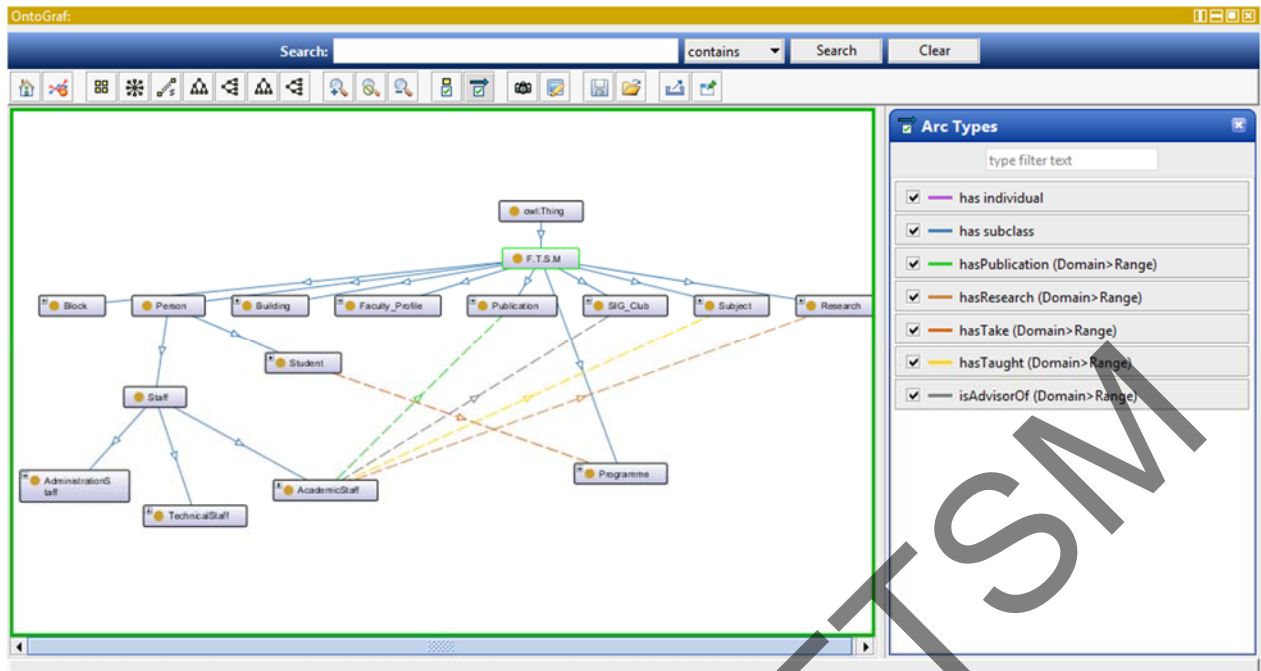 OntoGraf:
Search:
contains
Search
Clear
Arc Types
type filter text
has individual
has subclass
hasPublication (Domain>Range)
hasResearch (Domain>Range)
hasTake (Domain>Range)
hasTaught (Domain>Range)
isAdvisorOf (Domain>Range)
owl:Thing
F.T.S.M
Block
Person
Building
Faculty_Profile
Publication
SIG_Club
Subject
Research
Student
Staff
AdministrationS
taff
TechnicalStaff
AcademicStaff
Programme
TSM